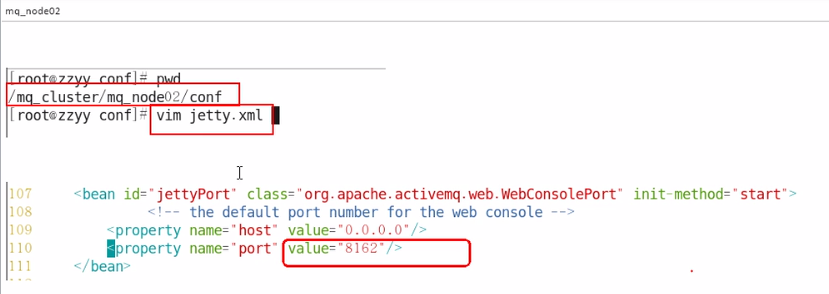 mq_node02
[root@zzyy conf]# pwd
/mq_cluster/mq_node02/conf
[root@zzyy conf]# vim jetty.xml
107 <bean id="jettyPort" class="org.apache.activemq.web.WebConsolePort" init-method="start">
108 <!-- the default port number for the web console -->
109 <property name="host" value="0.0.0.0"/>
110 <property name="port" value="8162"/>
111 </bean>